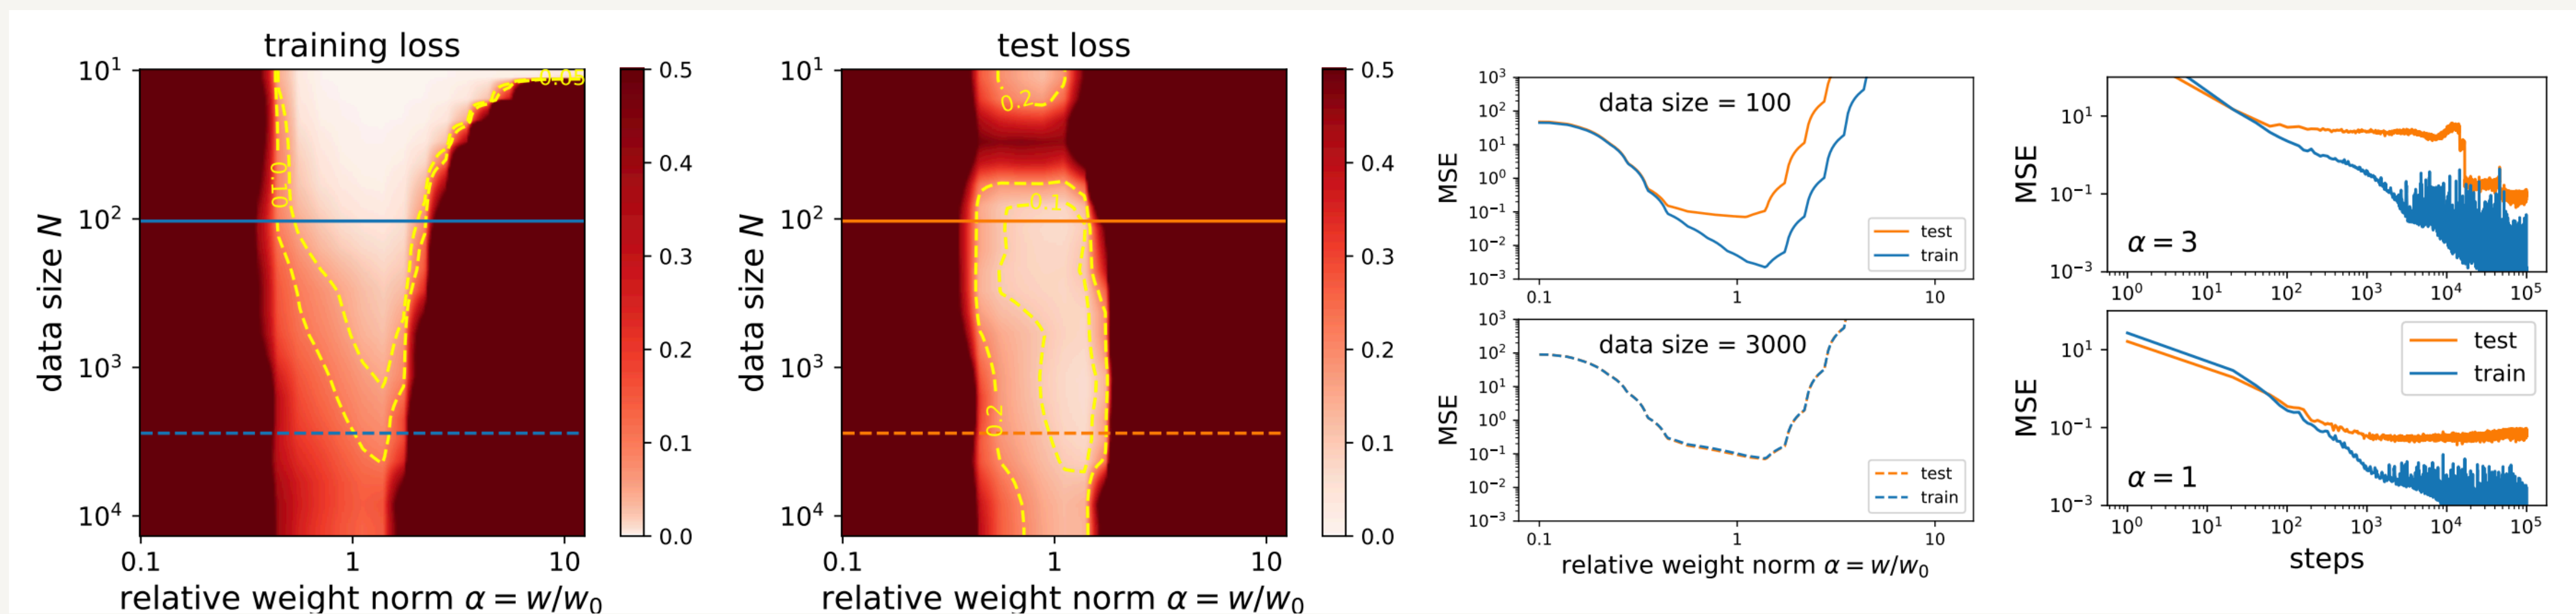 training loss
10¹
10²
10³
10⁴
data size N
0.10
0.05
0.1
1
10
relative weight norm α = w/w₀
0.5
0.4
0.3
0.2
0.1
0.0
test loss
10¹
10²
10³
10⁴
data size N
0.2
0.1
0.2
0.1
1
10
relative weight norm α = w/w₀
0.5
0.4
0.3
0.2
0.1
0.0
data size = 100
10³
10²
10¹
10⁰
10⁻¹
10⁻²
10⁻³
MSE
test
train
0.1
1
10
data size = 3000
10³
10²
10¹
10⁰
10⁻¹
10⁻²
10⁻³
MSE
test
train
0.1
1
10
relative weight norm α = w/w₀
10¹
10⁻¹
10⁻³
MSE
α = 3
10⁰ 10¹ 10² 10³ 10⁴ 10⁵
10¹
10⁻¹
10⁻³
MSE
test
train
α = 1
10⁰ 10¹ 10² 10³ 10⁴ 10⁵
steps